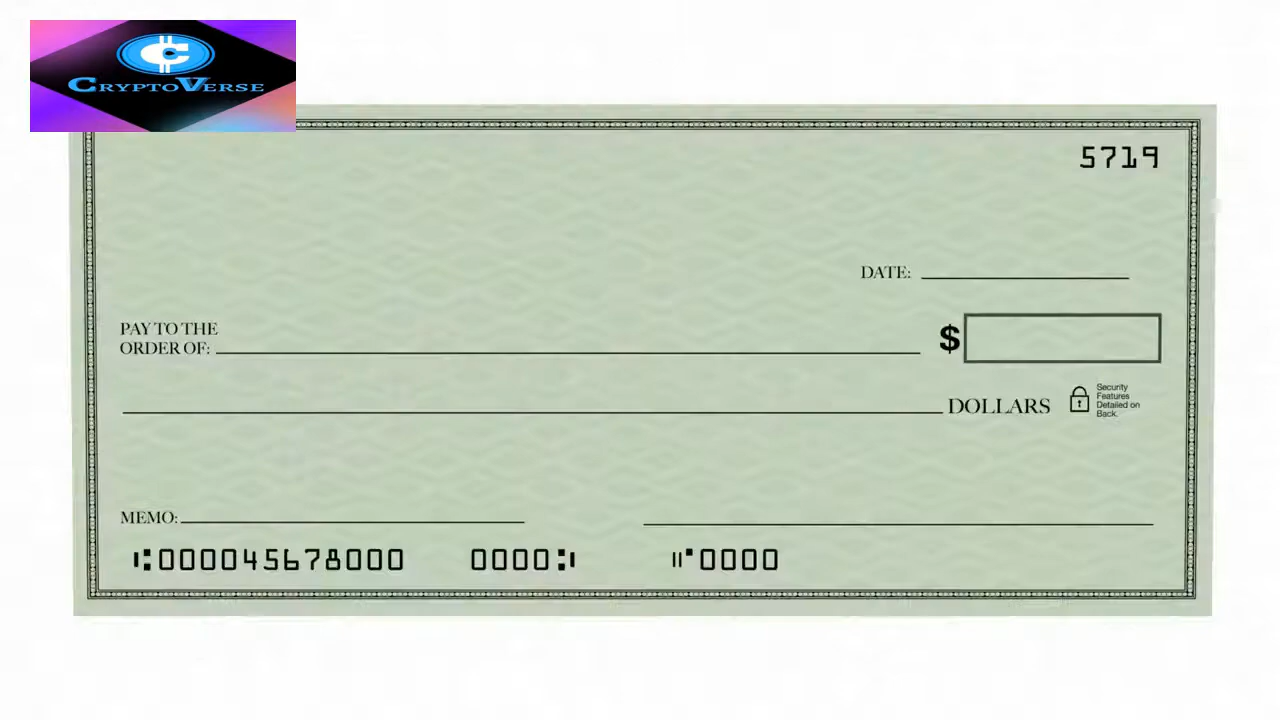 CRYPTOVERSE
5719
DATE:
PAY TO THE
ORDER OF:
$
DOLLARS
Security
Features
Detailed on
Back.
MEMO:
⑆000045678000 0000⑆ ⑈0000